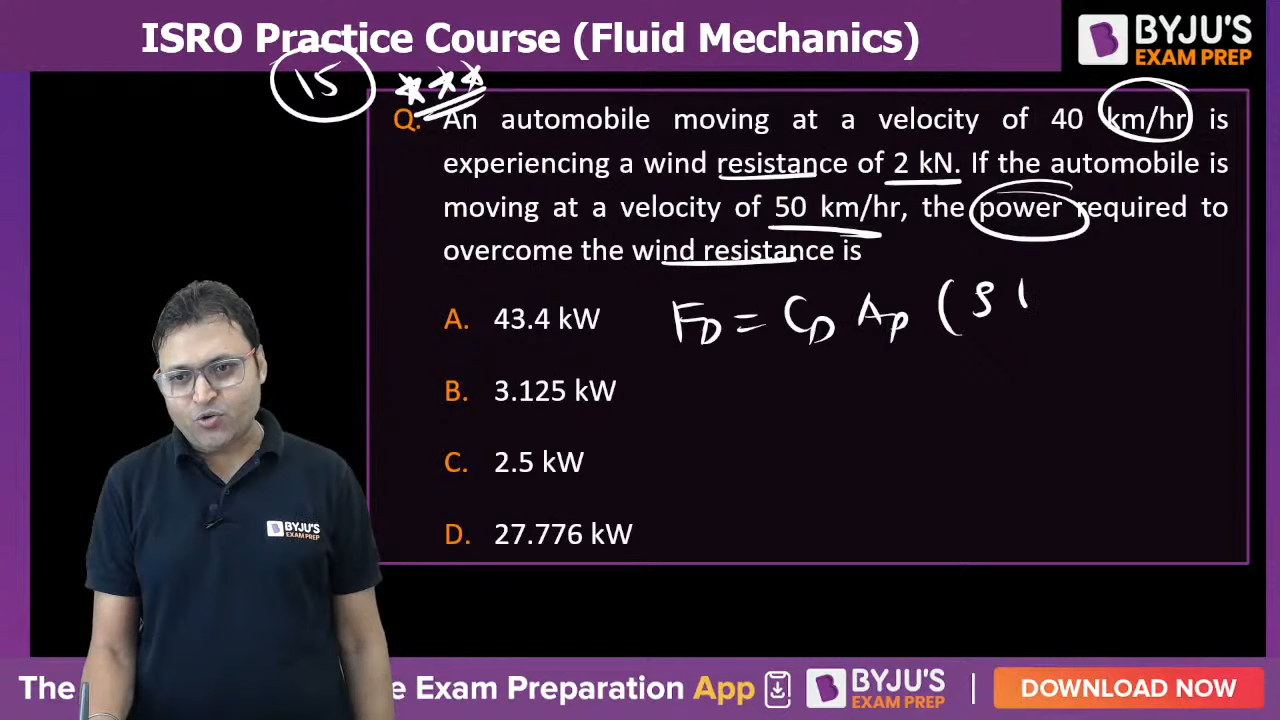 ISRO Practice Course (Fluid Mechanics)
BYJU'S
EXAM PREP
15
Q. An automobile moving at a velocity of 40 km/hr is
experiencing a wind resistance of 2 kN. If the automobile is
moving at a velocity of 50 km/hr, the power required to
overcome the wind resistance is
A. 43.4 kW
F_D = C_D A_P (ρ
B. 3.125 kW
C. 2.5 kW
D. 27.776 kW
BYJU'S
EXAM PREP
The e Exam Preparation App
BYJU'S
EXAM PREP
DOWNLOAD NOW